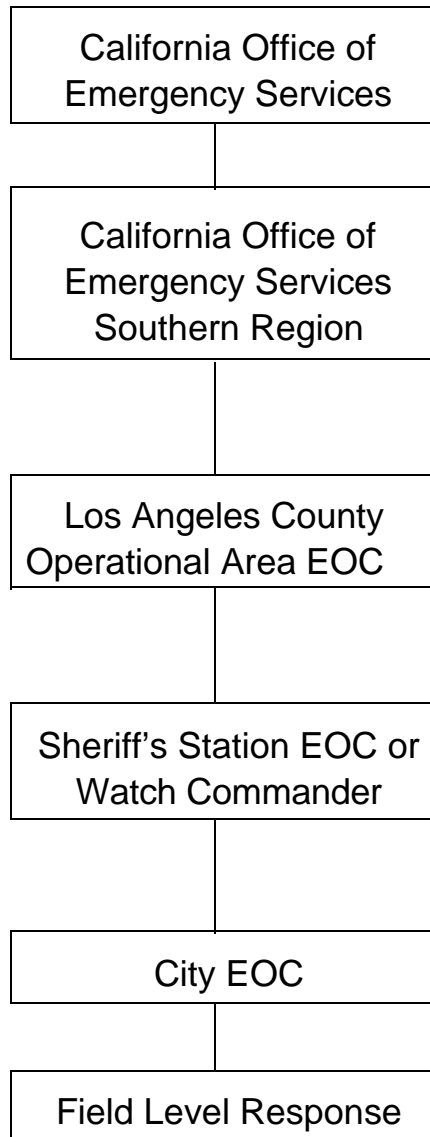 California Office of
Emergency Services
California Office of
Emergency Services
Southern Region
Los Angeles County
Operational Area EOC
Sheriff’s Station EOC or
Watch Commander
City EOC
Field Level Response